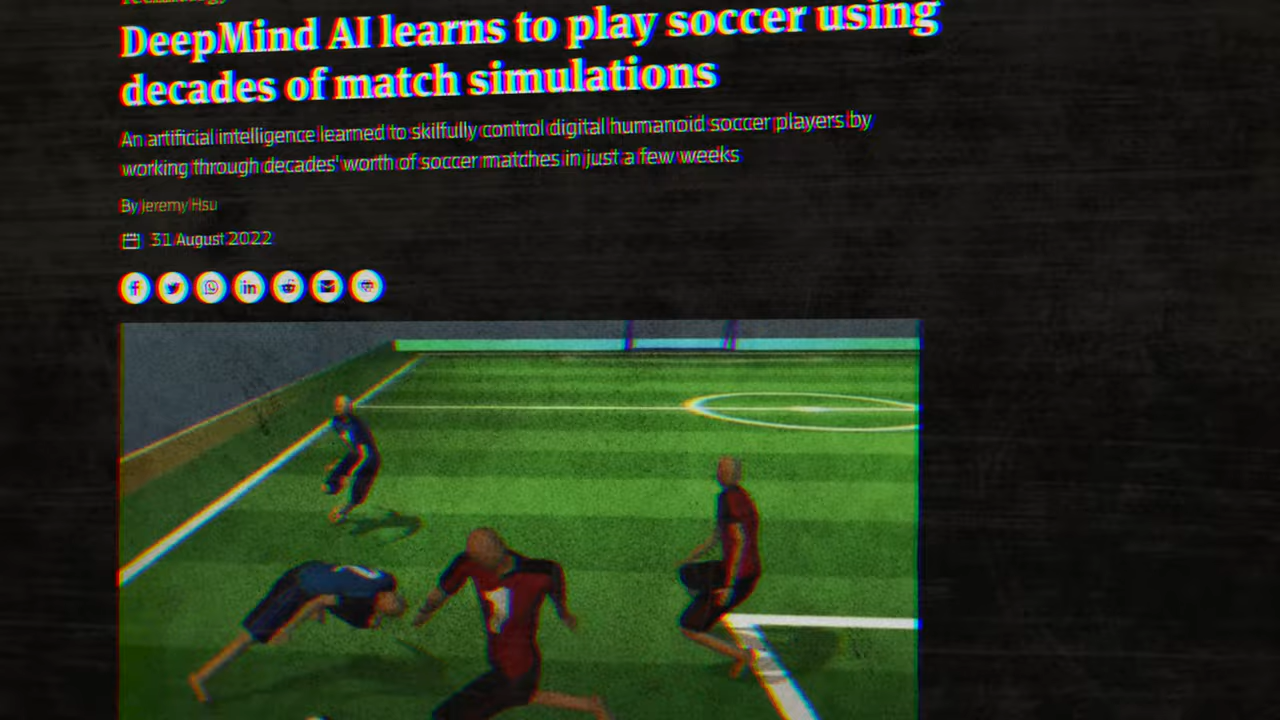 DeepMind AI learns to play soccer using
decades of match simulations
An artificial intelligence learned to skilfully control digital humanoid soccer players by
working through decades' worth of soccer matches in just a few weeks
By Jeremy Hsu
31 August 2022